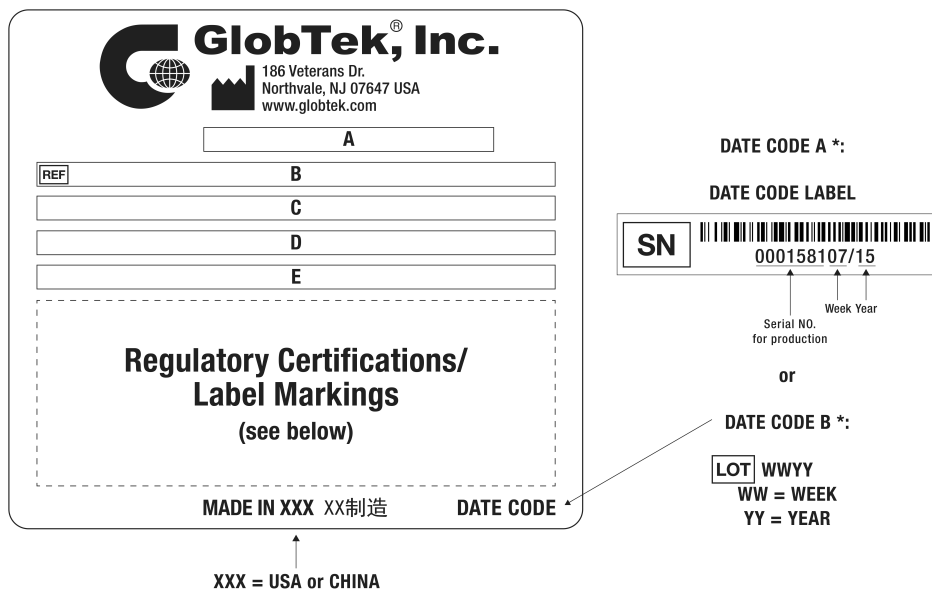 GlobTek,® Inc.
186 Veterans Dr.
Northvale, NJ 07647 USA
www.globtek.com
A
REF B
C
D
E
Regulatory Certifications/
Label Markings
(see below)
MADE IN XXX XX制造 DATE CODE
XXX = USA or CHINA
DATE CODE A *:
DATE CODE LABEL
SN
00015810​7/15
Week Year
Serial NO.
for production
or
DATE CODE B *:
LOT WWYY
WW = WEEK
YY = YEAR